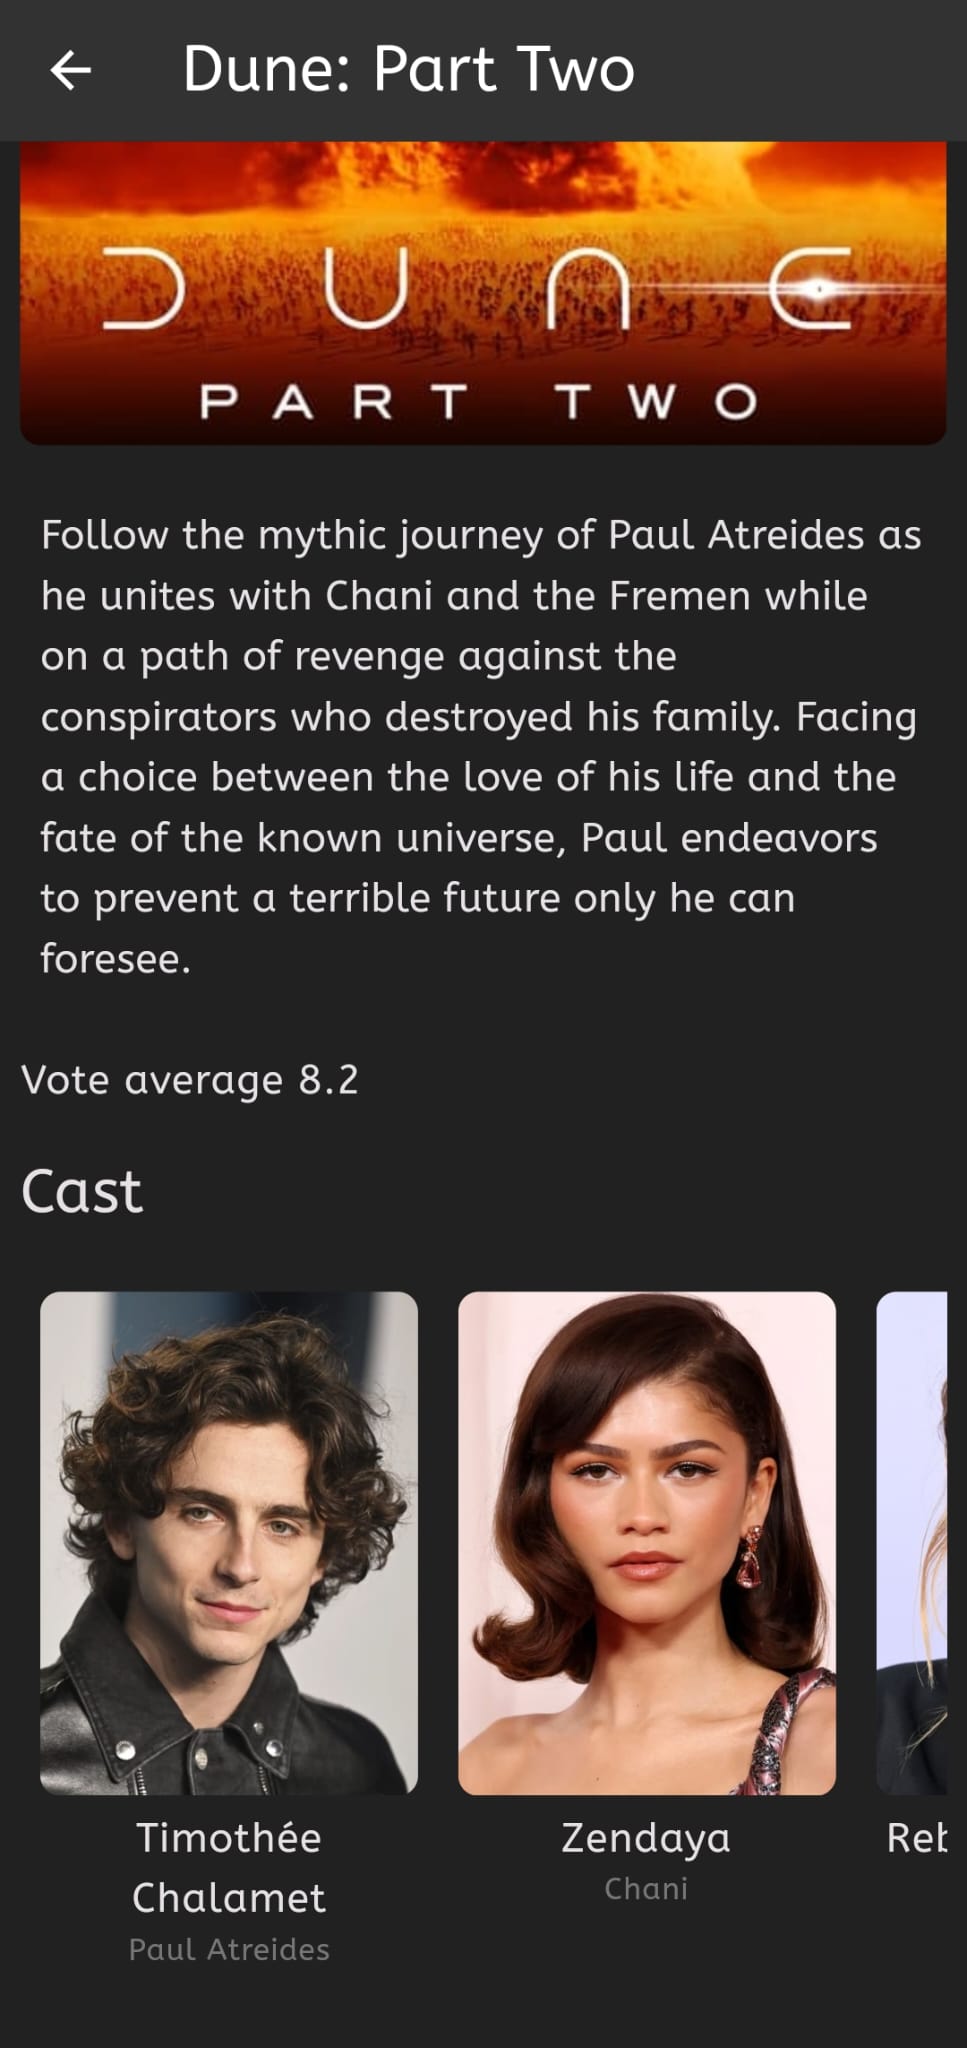 Dune: Part Two
DUNE
PART TWO
Follow the mythic journey of Paul Atreides as
he unites with Chani and the Fremen while
on a path of revenge against the
conspirators who destroyed his family. Facing
a choice between the love of his life and the
fate of the known universe, Paul endeavors
to prevent a terrible future only he can
foresee.
Vote average 8.2
Cast
Timothée
Chalamet
Paul Atreides
Zendaya
Chani